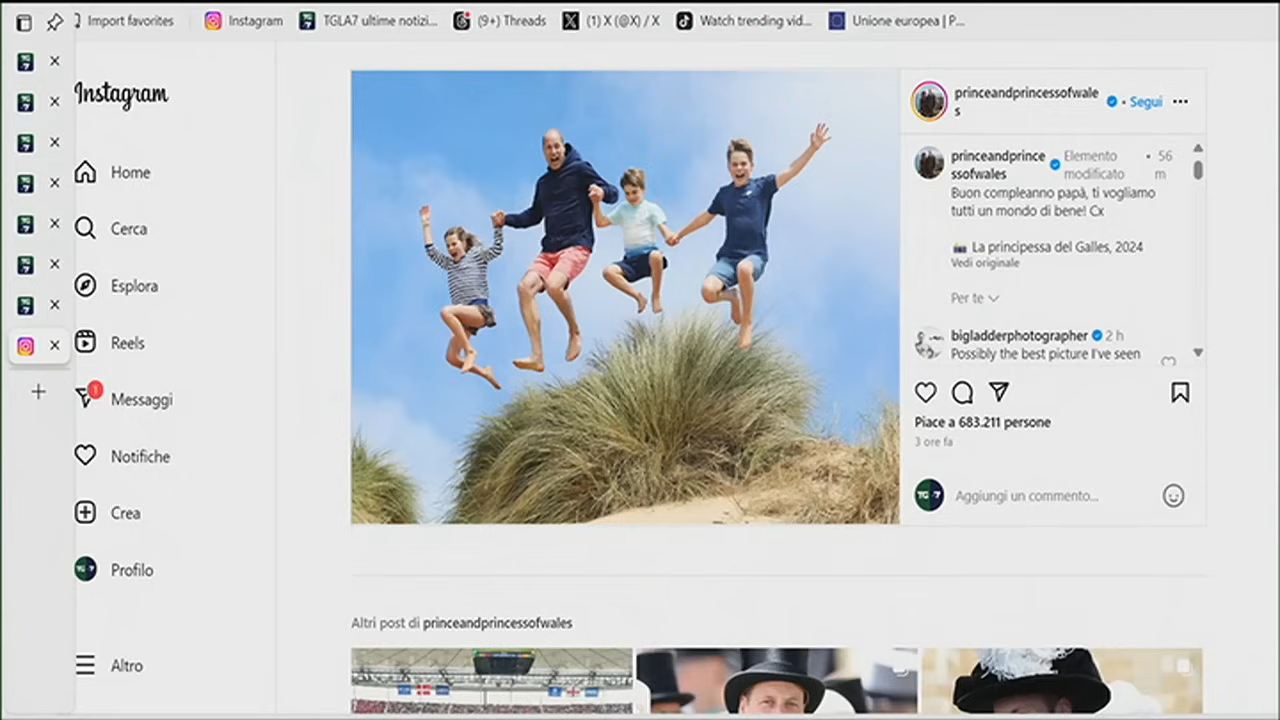 Import favorites
Instagram
TGLA7 ultime notizi...
(9+) Threads
(1) X (@X) / X
Watch trending vid...
Unione europea | P...
Instagram
Home
Cerca
Esplora
Reels
1
Messaggi
Notifiche
Crea
Profilo
Altro
princeandprincessofwale
s
• Segui
princeandprince
ssofwales
Elemento
modificato
• 56
m
Buon compleanno papà, ti vogliamo
tutti un mondo di bene! Cx
📸 La principessa del Galles, 2024
Vedi originale
Per te
bigladderphotographer 2 h
Possibly the best picture I've seen
Piace a 683.211 persone
3 ore fa
Aggiungi un commento...
Altri post di princeandprincessofwales